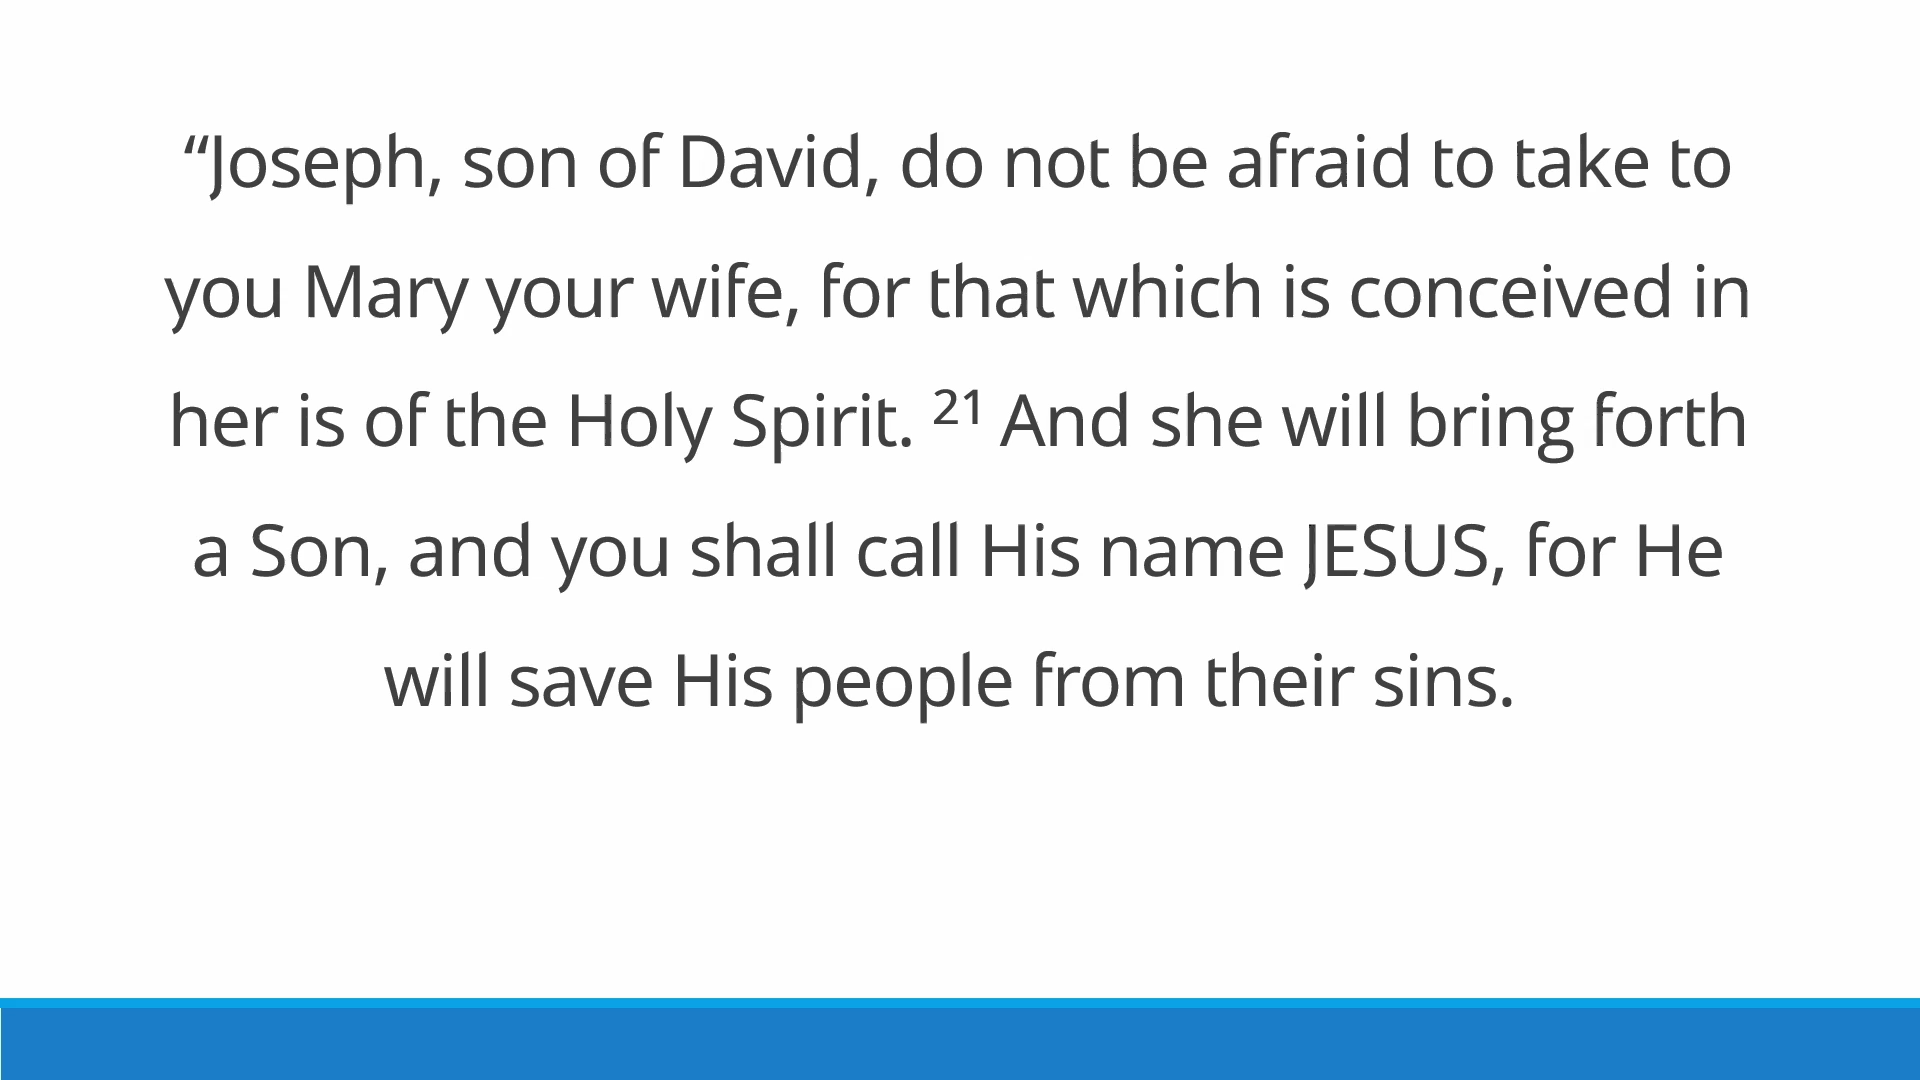 “Joseph, son of David, do not be afraid to take to
you Mary your wife, for that which is conceived in
her is of the Holy Spirit. ²¹ And she will bring forth
a Son, and you shall call His name JESUS, for He
will save His people from their sins.